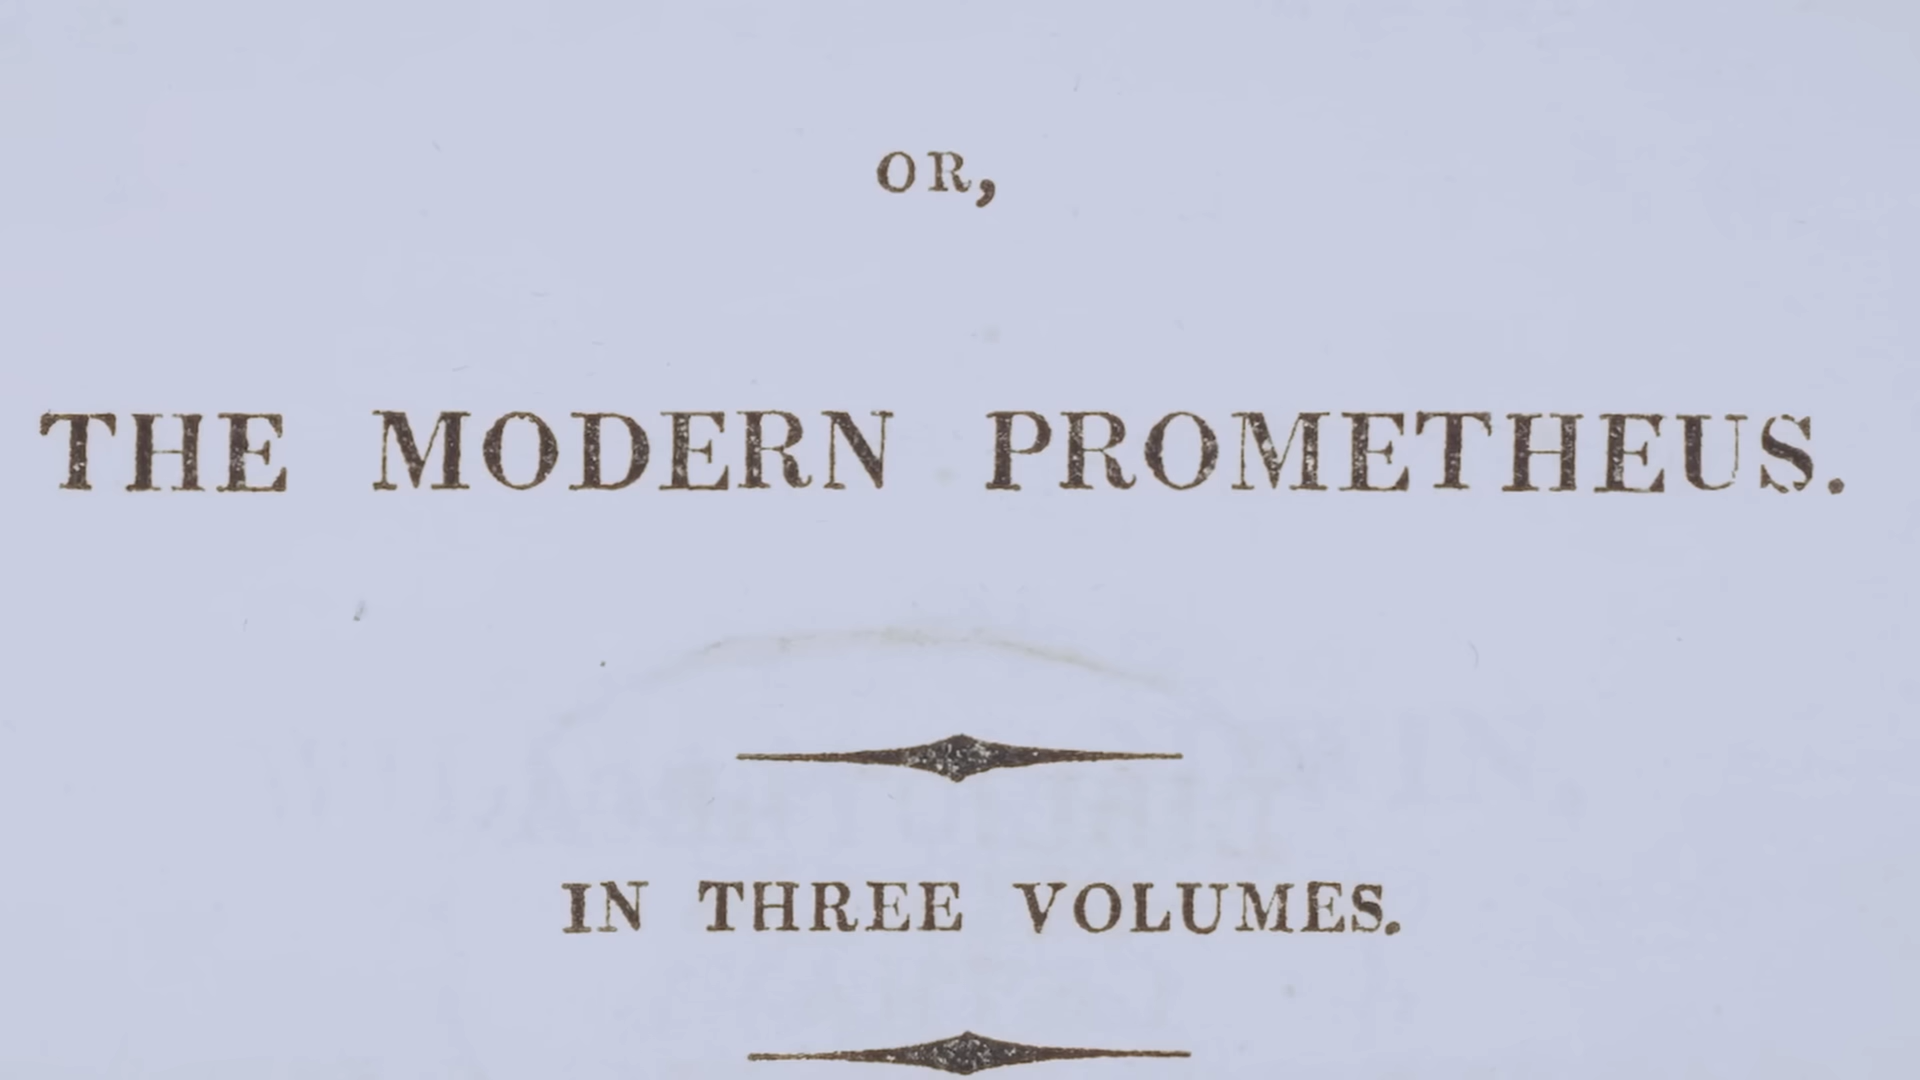 OR,
THE MODERN PROMETHEUS.
IN THREE VOLUMES.